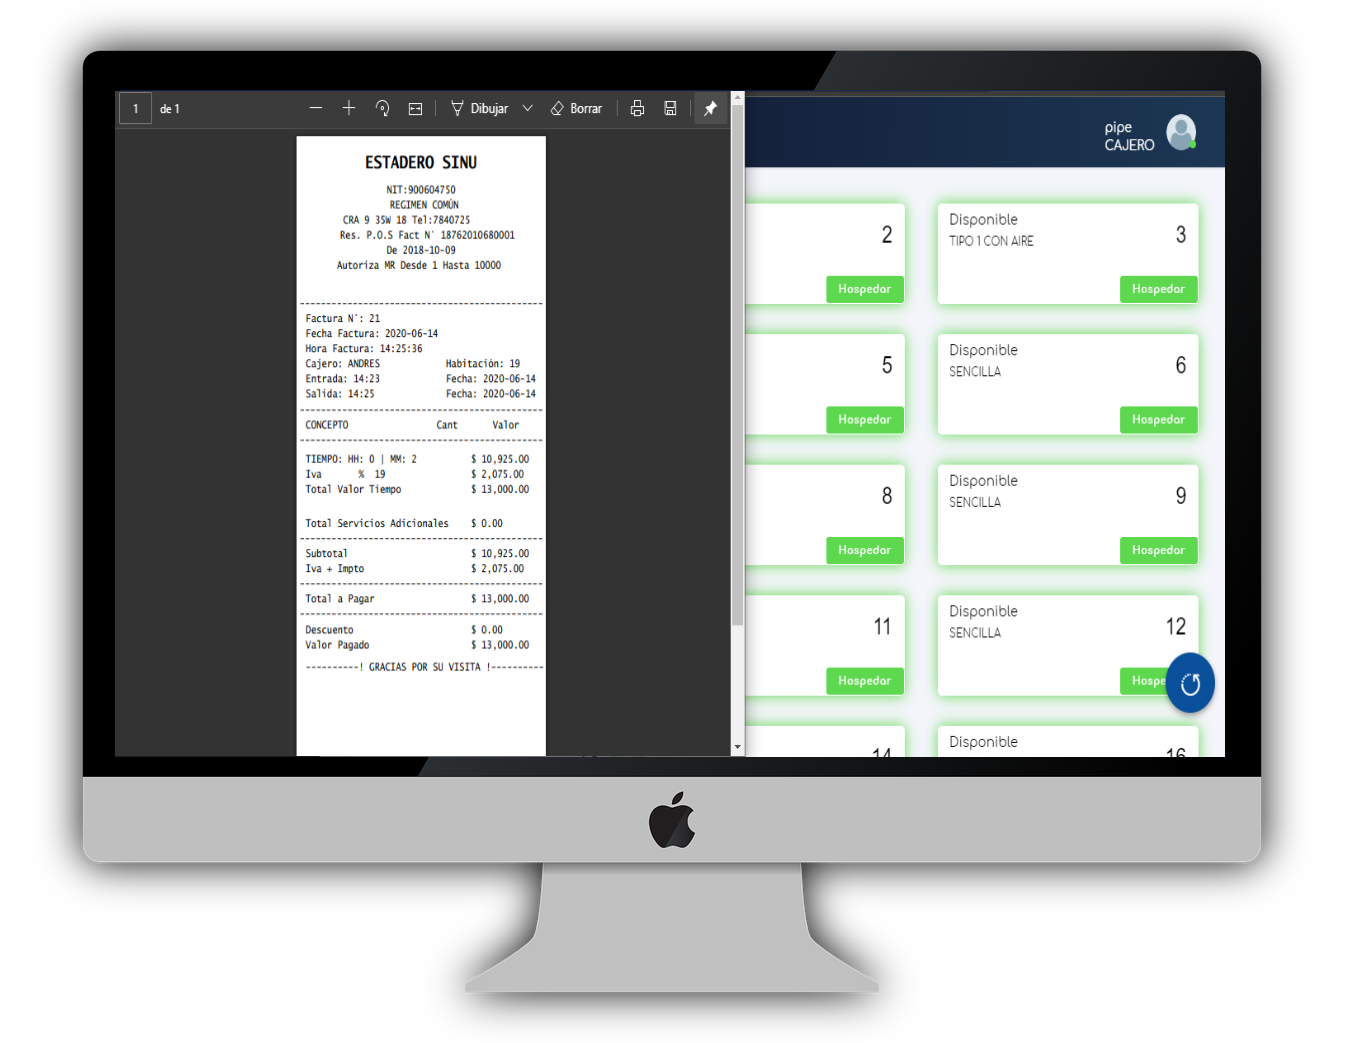 1 de 1 Dibujar Borrar
ESTADERO SINU
NIT:900604750
REGIMEN COMÚN
CRA 9 35W 18 Tel:7840725
Res. P.O.S Fact N° 18762010680001
De 2018-10-09
Autoriza MR Desde 1 Hasta 10000
--------------------------------------------
Factura N°: 21
Fecha Factura: 2020-06-14
Hora Factura: 14:25:36
Cajero: ANDRES Habitación: 19
Entrada: 14:23 Fecha: 2020-06-14
Salida: 14:25 Fecha: 2020-06-14
--------------------------------------------
CONCEPTO Cant Valor
--------------------------------------------
TIEMPO: HH: 0 | MM: 2 $ 10,925.00
Iva % 19 $ 2,075.00
Total Valor Tiempo $ 13,000.00
Total Servicios Adicionales $ 0.00
--------------------------------------------
Subtotal $ 10,925.00
Iva + Impto $ 2,075.00
--------------------------------------------
Total a Pagar $ 13,000.00
--------------------------------------------
Descuento $ 0.00
Valor Pagado $ 13,000.00
----------! GRACIAS POR SU VISITA !----------
pipe
CAJERO
2
Hospedar
Disponible
TIPO 1 CON AIRE
3
Hospedar
5
Hospedar
Disponible
SENCILLA
6
Hospedar
8
Hospedar
Disponible
SENCILLA
9
Hospedar
11
Hospedar
Disponible
SENCILLA
12
Hospe
14
Disponible
16